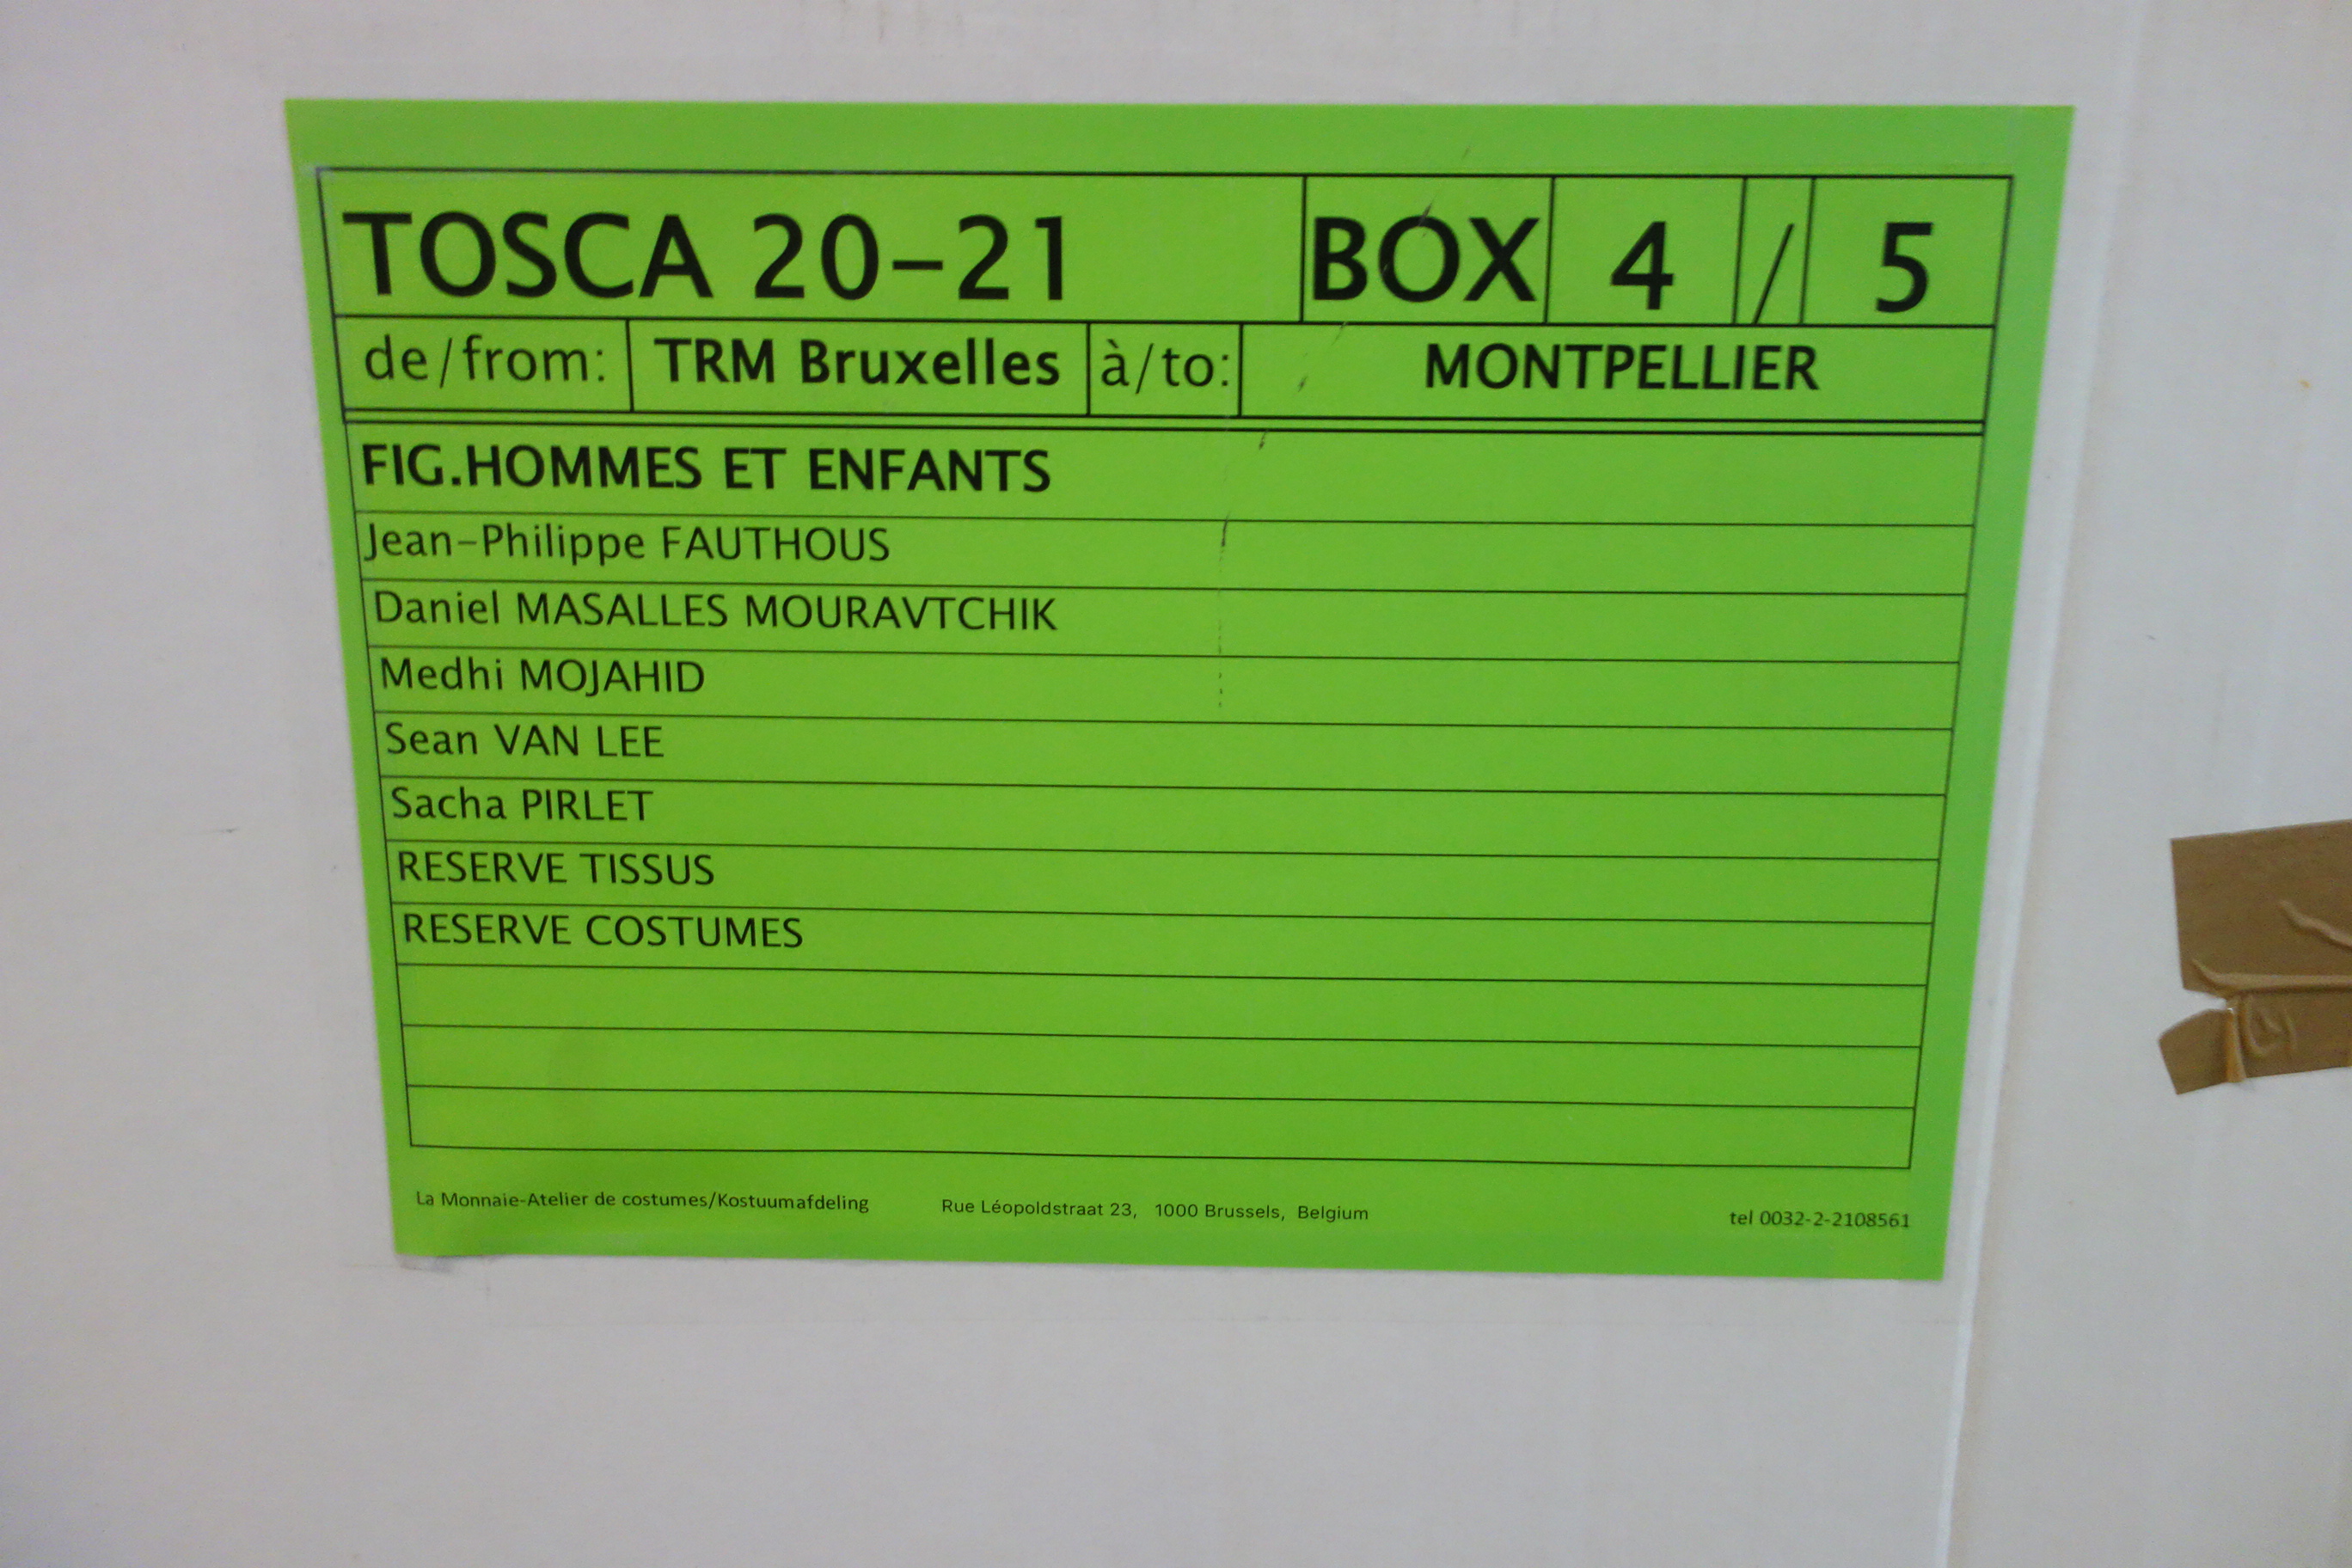 TOSCA 20-21 BOX 4 / 5
de/from: TRM Bruxelles à/to: MONTPELLIER
FIG.HOMMES ET ENFANTS
Jean-Philippe FAUTHOUS
Daniel MASALLES MOURAVTCHIK
Medhi MOJAHID
Sean VAN LEE
Sacha PIRLET
RESERVE TISSUS
RESERVE COSTUMES
La Monnaie-Atelier de costumes/Kostuumafdeling Rue Léopoldstraat 23, 1000 Brussels, Belgium tel 0032-2-2108561